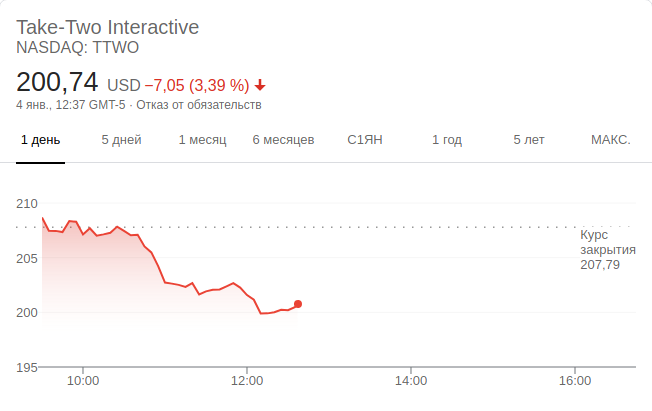 Take-Two Interactive
NASDAQ: TTWO
200,74 USD −7,05 (3,39 %)
4 янв., 12:37 GMT-5 · Отказ от обязательств
1 день 5 дней 1 месяц 6 месяцев С1ЯН 1 год 5 лет МАКС.
210
Курс
закрытия
205
207,79
200
195
10:00 12:00 14:00 16:00